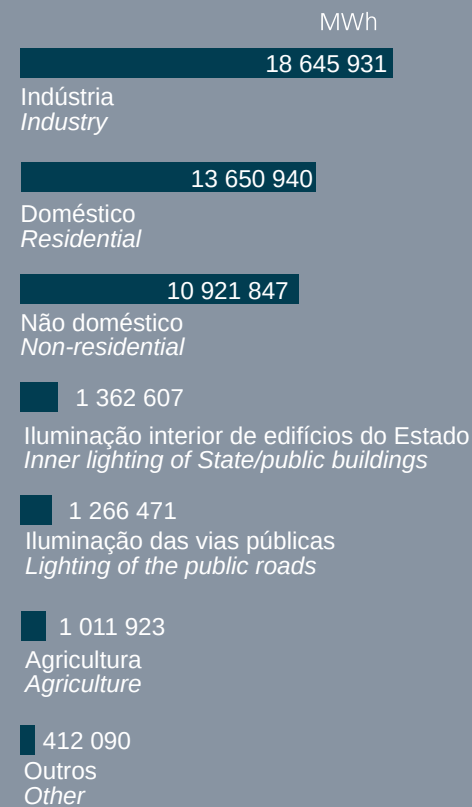 MWh
18 645 931
Indústria
Industry
13 650 940
Doméstico
Residential
10 921 847
Não doméstico
Non-residential
1 362 607
Iluminação interior de edifícios do Estado
Inner lighting of State/public buildings
1 266 471
Iluminação das vias públicas
Lighting of the public roads
1 011 923
Agricultura
Agriculture
412 090
Outros
Other